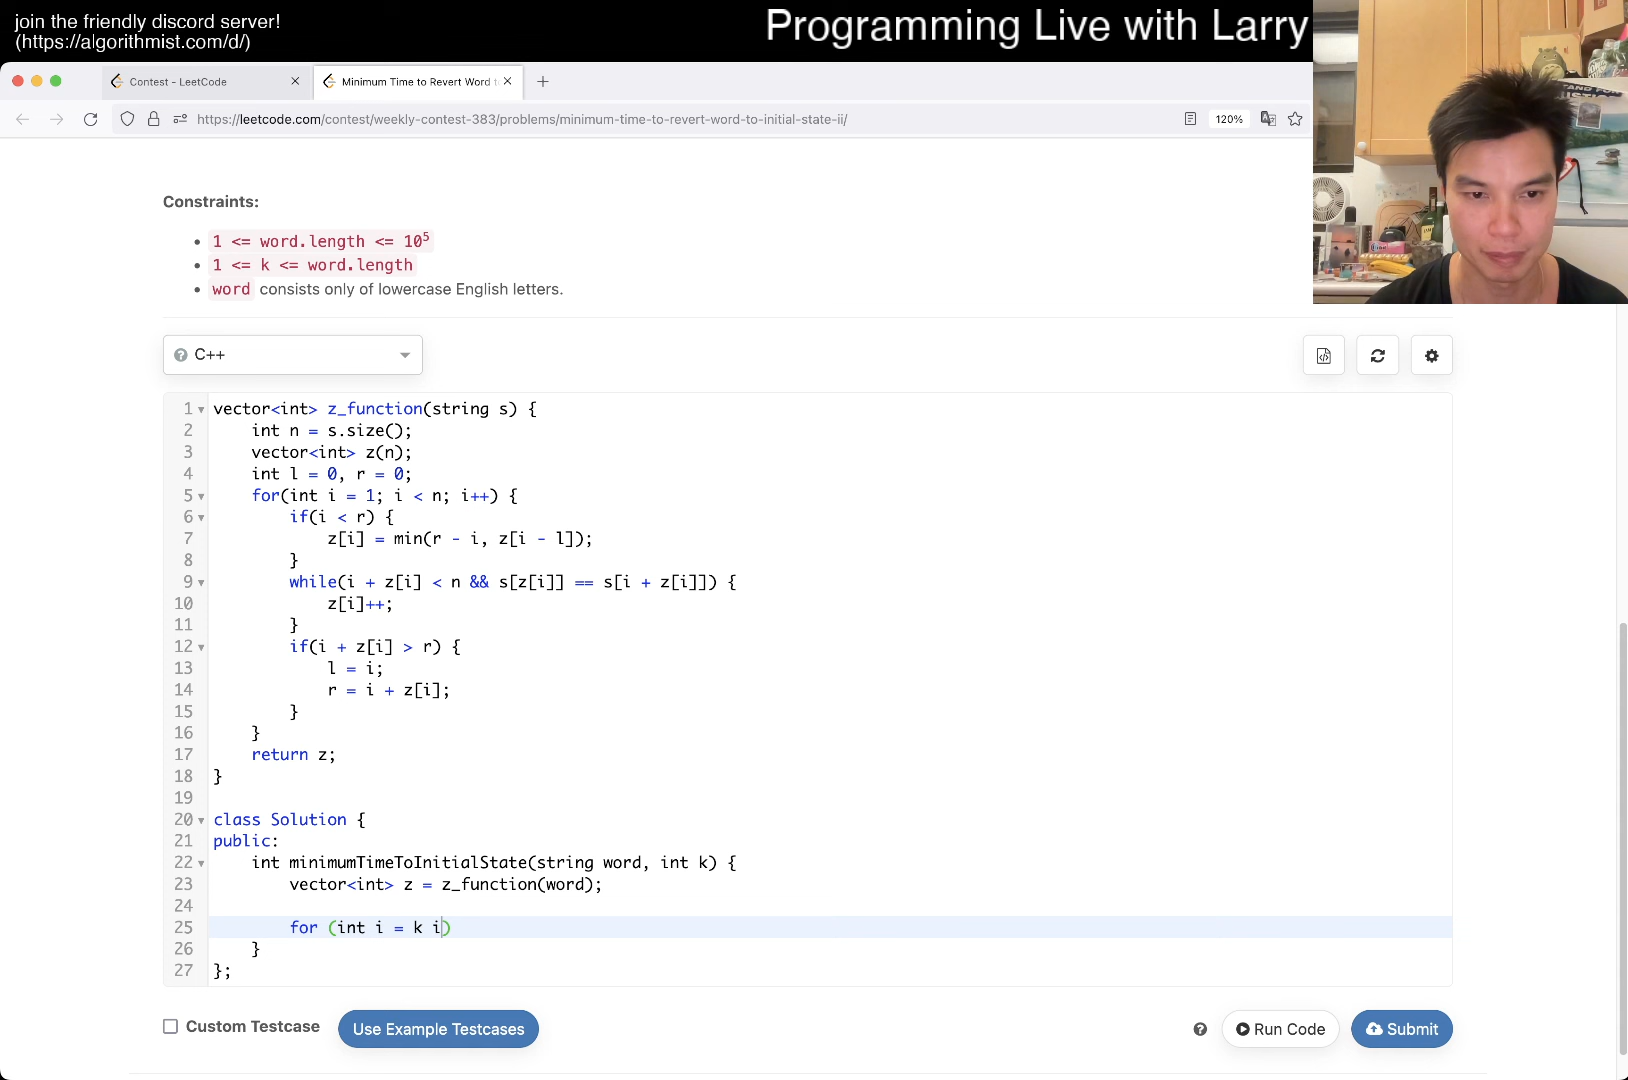 join the friendly discord server!
(https://algorithmist.com/d/)
Programming Live with Larry
Contest - LeetCode
Minimum Time to Revert Word to
https://leetcode.com/contest/weekly-contest-383/problems/minimum-time-to-revert-word-to-initial-state-ii/
120%
Constraints:
1 <= word.length <= 10⁵
1 <= k <= word.length
word consists only of lowercase English letters.
C++
1 vector<int> z_function(string s) {
2 int n = s.size();
3 vector<int> z(n);
4 int l = 0, r = 0;
5 for(int i = 1; i < n; i++) {
6 if(i < r) {
7 z[i] = min(r - i, z[i - l]);
8 }
9 while(i + z[i] < n && s[z[i]] == s[i + z[i]]) {
10 z[i]++;
11 }
12 if(i + z[i] > r) {
13 l = i;
14 r = i + z[i];
15 }
16 }
17 return z;
18 }
19
20 class Solution {
21 public:
22 int minimumTimeToInitialState(string word, int k) {
23 vector<int> z = z_function(word);
24
25 for (int i = k i)
26 }
27 };
Custom Testcase
Use Example Testcases
Run Code
Submit